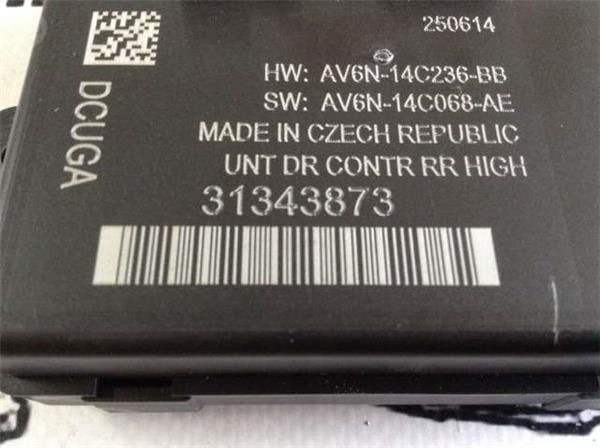 250614
HW: AV6N-14C236-BB
SW: AV6N-14C068-AE
MADE IN CZECH REPUBLIC
UNT DR CONTR RR HIGH
31343873
DCUGA